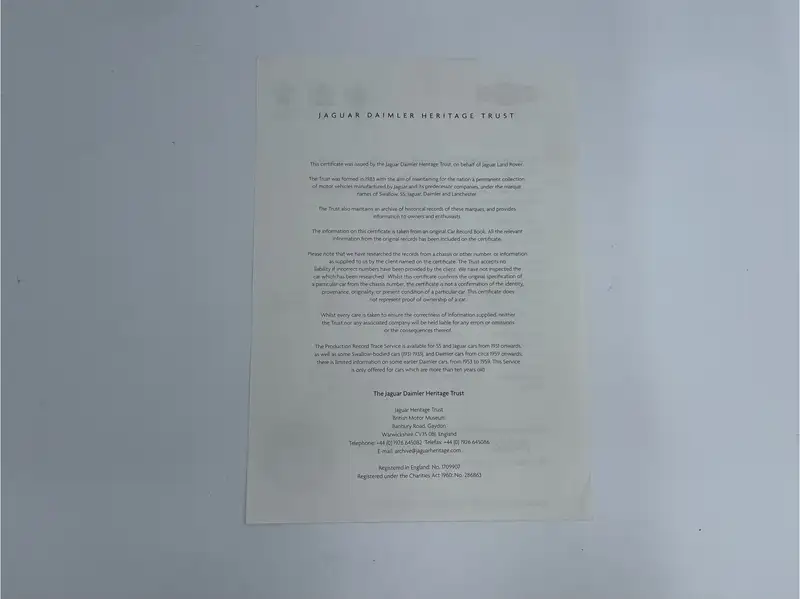 JAGUAR DAIMLER HERITAGE TRUST
This certificate was issued by the Jaguar Daimler Heritage Trust, on behalf of Jaguar Land Rover.
The Trust was formed in 1983 with the aim of maintaining for the nation a permanent collection
of motor vehicles manufactured by Jaguar and its predecessor companies, under the marque
names of Swallow, SS, Jaguar, Daimler and Lanchester.
The Trust also maintains an archive of historical records of these marques, and provides
information to owners and enthusiasts.
The information on this certificate is taken from an original Car Record Book. All the relevant
information from the original records has been included on the certificate.
Please note that we have researched the records from a chassis or other number, or information
as supplied to us by the client named on the certificate. The Trust accepts no
liability if incorrect numbers have been provided by the client. We have not inspected the
car which has been researched. Whilst this certificate confirms the original specification of
a particular car from the chassis number, the certificate is not a confirmation of the identity,
provenance, originality, or present condition of a particular car. This certificate does
not represent proof of ownership of a car.
Whilst every care is taken to ensure the correctness of information supplied, neither
the Trust nor any associated company will be held liable for any errors or omissions
or the consequences thereof.
The Production Record Trace Service is available for SS and Jaguar cars from 1931 onwards,
as well as some Swallow-bodied cars (1931-1933), and Daimler cars from circa 1959 onwards;
there is limited information on some earlier Daimler cars, from 1953 to 1959. This Service
is only offered for cars which are more than ten years old.
The Jaguar Daimler Heritage Trust
Jaguar Heritage Trust
British Motor Museum
Banbury Road, Gaydon
Warwickshire CV35 0BJ, England
Telephone: +44 (0) 1926 645082 Telefax: +44 (0) 1926 645086
E-mail: archive@jaguarheritage.com
Registered in England: No. 1709907
Registered under the Charities Act 1960: No. 286863